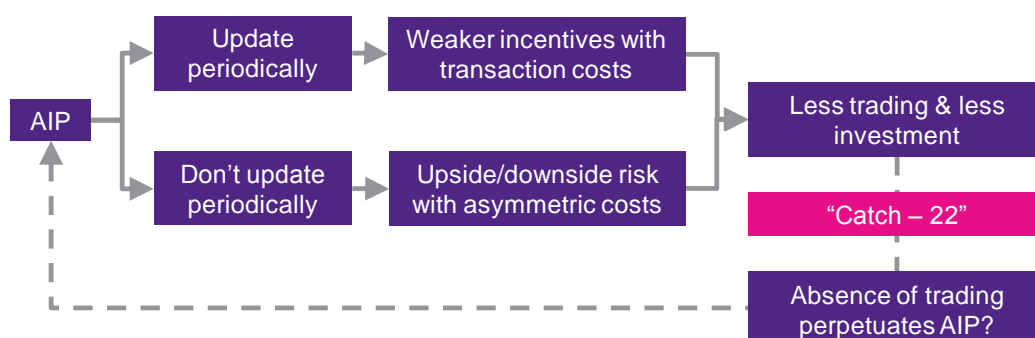 AIP
Update
periodically
Weaker incentives with
transaction costs
Don’t update
periodically
Upside/downside risk
with asymmetric costs
Less trading & less
investment
“Catch – 22”
Absence of trading
perpetuates AIP?